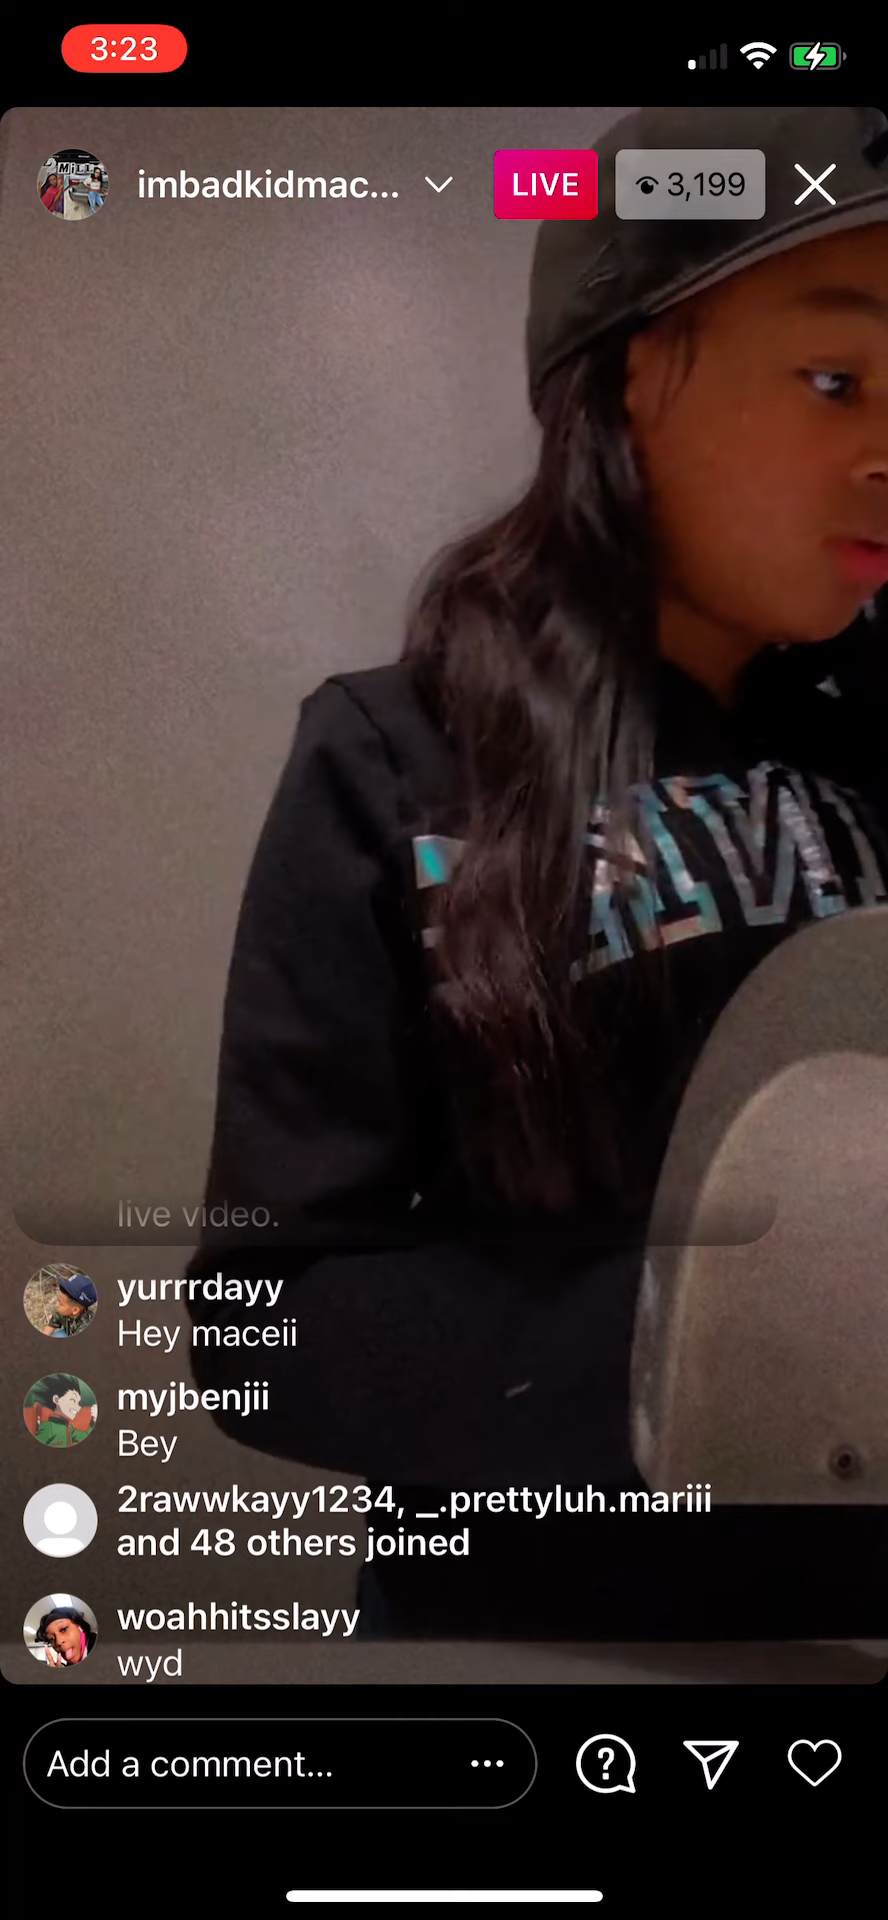 3:23
imbadkidmac...
LIVE
3,199
live video.
yurrrdayy
Hey maceii
myjbenjii
Bey
2rawwkayy1234, _.prettyluh.mariii
and 48 others joined
woahhitsslayy
wyd
Add a comment...